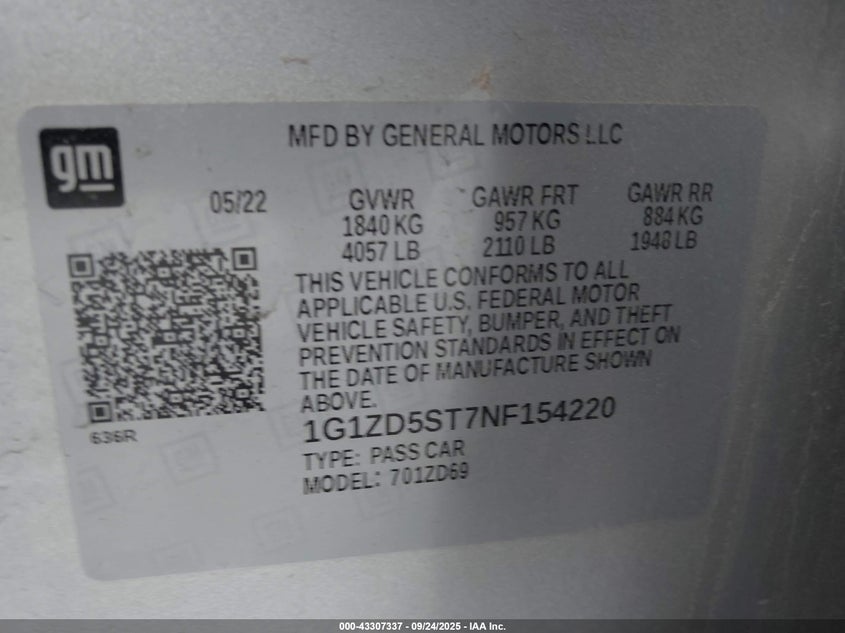 gm
MFD BY GENERAL MOTORS LLC
05/22
GVWR GAWR FRT GAWR RR
1840 KG 957 KG 884 KG
4057 LB 2110 LB 1948 LB
THIS VEHICLE CONFORMS TO ALL
APPLICABLE U.S. FEDERAL MOTOR
VEHICLE SAFETY, BUMPER, AND THEFT
PREVENTION STANDARDS IN EFFECT ON
THE DATE OF MANUFACTURE SHOWN
ABOVE.
636R
1G1ZD5ST7NF154220
TYPE: PASS CAR
MODEL: 701ZD69
000-43307337 - 09/24/2025 - IAA Inc.